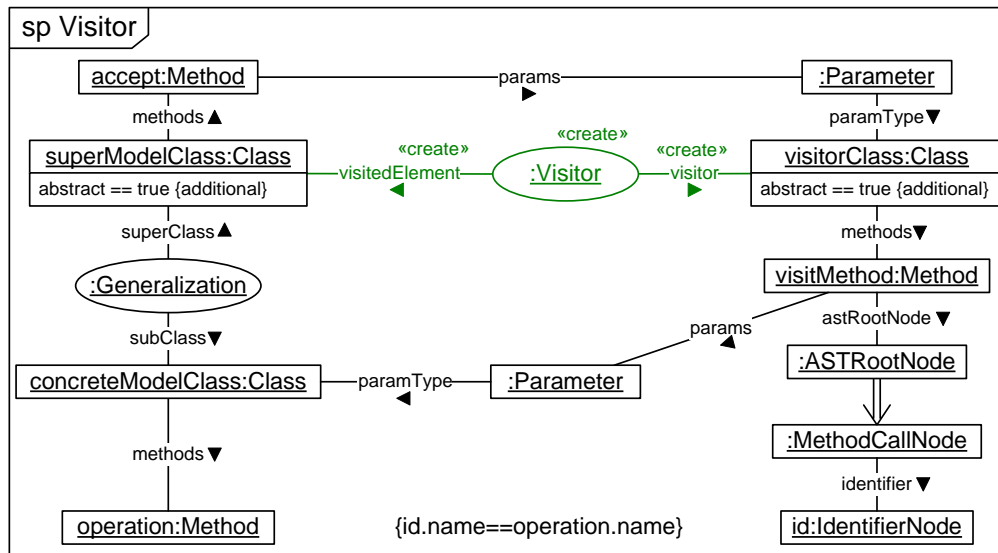 sp Visitor
accept:Method
params
:Parameter
methods
paramType
«create»
«create»
«create»
superModelClass:Class
visitedElement
:Visitor
visitor
visitorClass:Class
abstract == true {additional}
abstract == true {additional}
superClass
methods
:Generalization
visitMethod:Method
subClass
params
astRootNode
concreteModelClass:Class
paramType
:Parameter
:ASTRootNode
methods
:MethodCallNode
identifier
operation:Method
{id.name==operation.name}
id:IdentifierNode